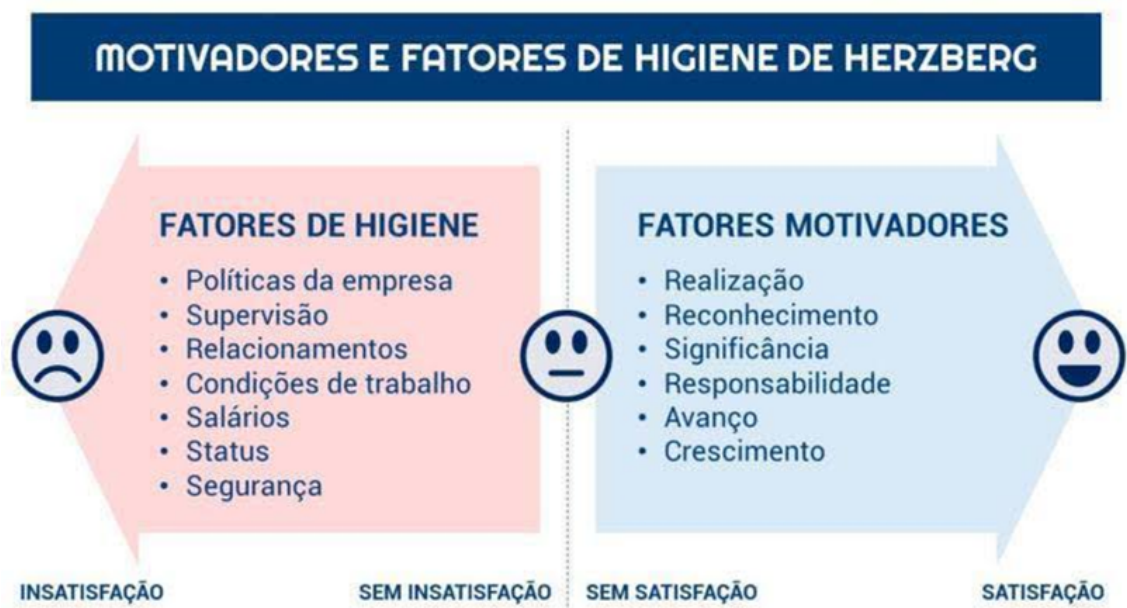 MOTIVADORES E FATORES DE HIGIENE DE HERZBERG
FATORES DE HIGIENE
• Políticas da empresa
• Supervisão
• Relacionamentos
• Condições de trabalho
• Salários
• Status
• Segurança
FATORES MOTIVADORES
• Realização
• Reconhecimento
• Significância
• Responsabilidade
• Avanço
• Crescimento
INSATISFAÇÃO
SEM INSATISFAÇÃO
SEM SATISFAÇÃO
SATISFAÇÃO